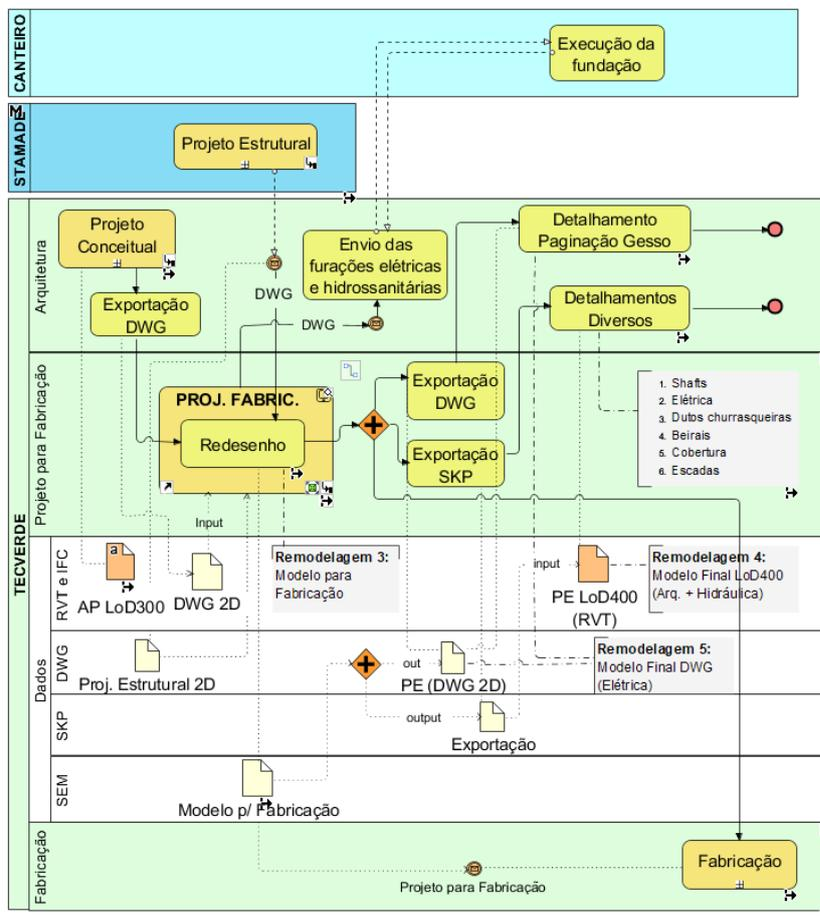 CANTEIRO
Execução da
fundação
STAMADE
Projeto Estrutural
TECVERDE
Arquitetura
Projeto
Conceitual
Exportação
DWG
DWG
Envio das
furações elétricas
e hidrossanitárias
DWG
Detalhamento
Paginação Gesso
Detalhamentos
Diversos
Projeto para Fabricação
PROJ. FABRIC.
Redesenho
Exportação
DWG
Exportação
SKP
1. Shafts
2. Elétrica
3. Dutos churrasqueiras
4. Beirais
5. Cobertura
6. Escadas
Input
Dados
RVT e IFC
a
AP LoD300
DWG 2D
Remodelagem 3:
Modelo para
Fabricação
input
PE LoD400
(RVT)
Remodelagem 4:
Modelo Final LoD400
(Arq. + Hidráulica)
DWG
Proj. Estrutural 2D
out
PE (DWG 2D)
Remodelagem 5:
Modelo Final DWG
(Elétrica)
SKP
output
Exportação
SEM
Modelo p/ Fabricação
Fabricação
Projeto para Fabricação
Fabricação